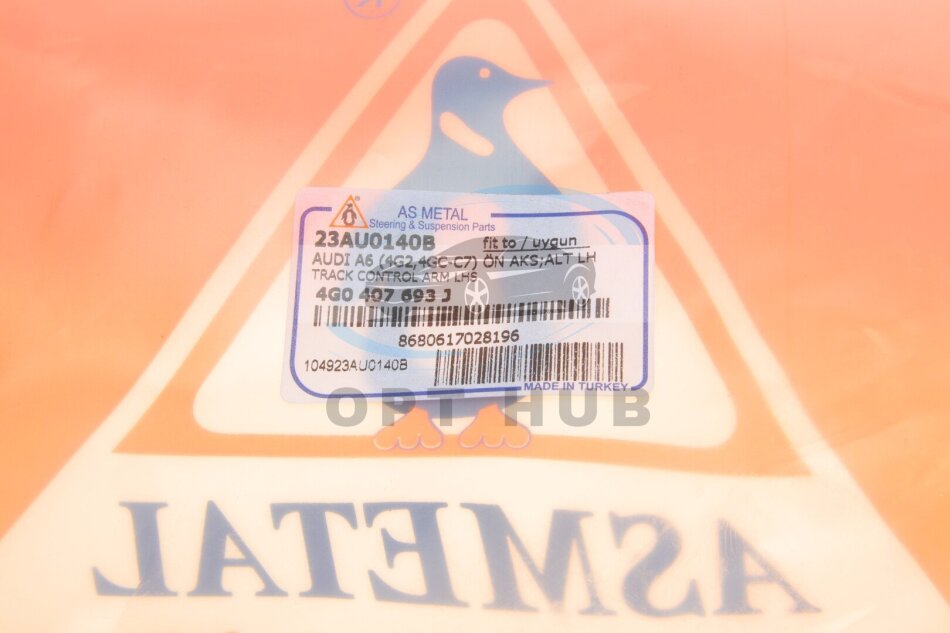 AS METAL
Steering & Suspension Parts
23AU0140B fit to / uygun
AUDI A6 (4G2,4GC-C7) ÖN AKS;ALT LH
TRACK CONTROL ARM LHS
4G0 407 693 J
8680617028196
104923AU0140B
MADE IN TURKEY
OPT HUB
ASMETAL